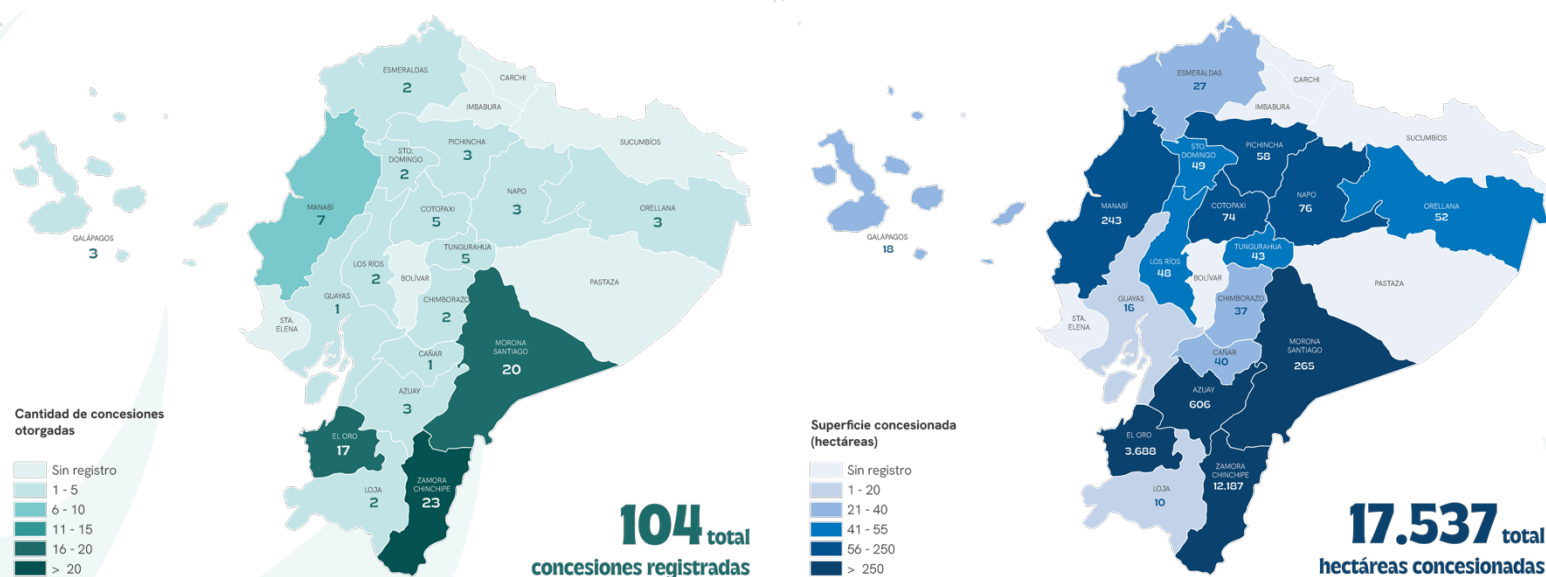 ESMERALDAS
2
CARCHI
IMBABURA
SUCUMBÍOS
PICHINCHA
3
STO.
DOMINGO
2
NAPO
3
MANABÍ
7
COTOPAXI
5
ORELLANA
3
GALÁPAGOS
3
TUNGURAHUA
5
LOS RÍOS
2
BOLÍVAR
PASTAZA
GUAYAS
1
CHIMBORAZO
2
STA.
ELENA
MORONA
SANTIAGO
20
CAÑAR
1
AZUAY
3
EL ORO
17
LOJA
2
ZAMORA
CHINCHIPE
23
Cantidad de concesiones
otorgadas
Sin registro
1 - 5
6 - 10
11 - 15
16 - 20
> 20
104 total
concesiones registradas
ESMERALDAS
27
CARCHI
IMBABURA
SUCUMBÍOS
PICHINCHA
58
STO.
DOMINGO
49
NAPO
76
MANABÍ
243
COTOPAXI
74
ORELLANA
52
GALÁPAGOS
18
TUNGURAHUA
43
LOS RÍOS
48
BOLÍVAR
PASTAZA
GUAYAS
16
CHIMBORAZO
37
STA.
ELENA
MORONA
SANTIAGO
265
CAÑAR
40
AZUAY
606
EL ORO
3.688
LOJA
10
ZAMORA
CHINCHIPE
12.187
Superficie concesionada
(hectáreas)
Sin registro
1 - 20
21 - 40
41 - 55
56 - 250
> 250
17.537 total
hectáreas concesionadas